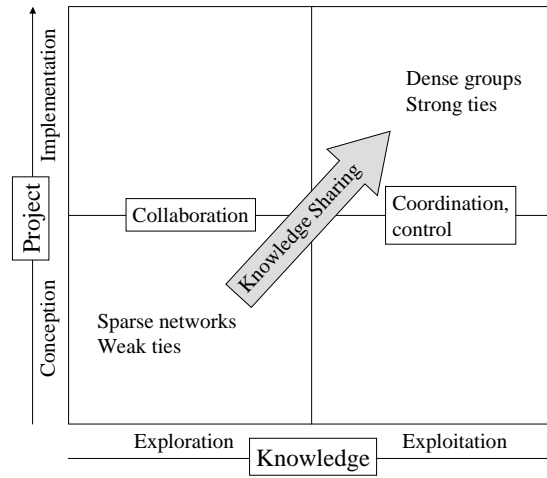 Implementation
Project
Conception
Dense groups
Strong ties
Knowledge Sharing
Collaboration
Coordination,
control
Sparse networks
Weak ties
Exploration
Exploitation
Knowledge